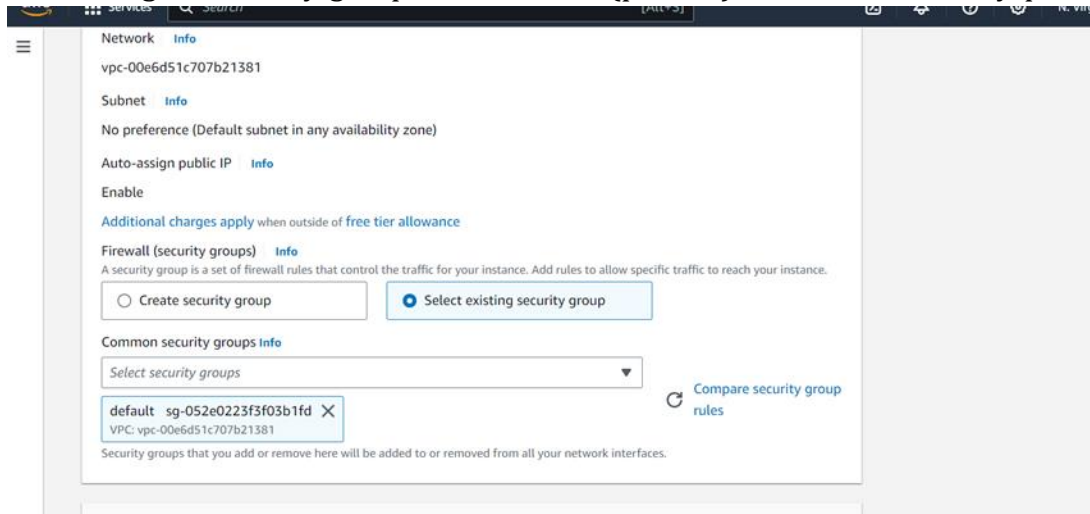 Services Search [Alt+S]
Network Info
vpc-00e6d51c707b21381
Subnet Info
No preference (Default subnet in any availability zone)
Auto-assign public IP Info
Enable
Additional charges apply when outside of free tier allowance
Firewall (security groups) Info
A security group is a set of firewall rules that control the traffic for your instance. Add rules to allow specific traffic to reach your instance.
Create security group Select existing security group
Common security groups Info
Select security groups
Compare security group
rules
default sg-052e0223f3f03b1fd
VPC: vpc-00e6d51c707b21381
Security groups that you add or remove here will be added to or removed from all your network interfaces.